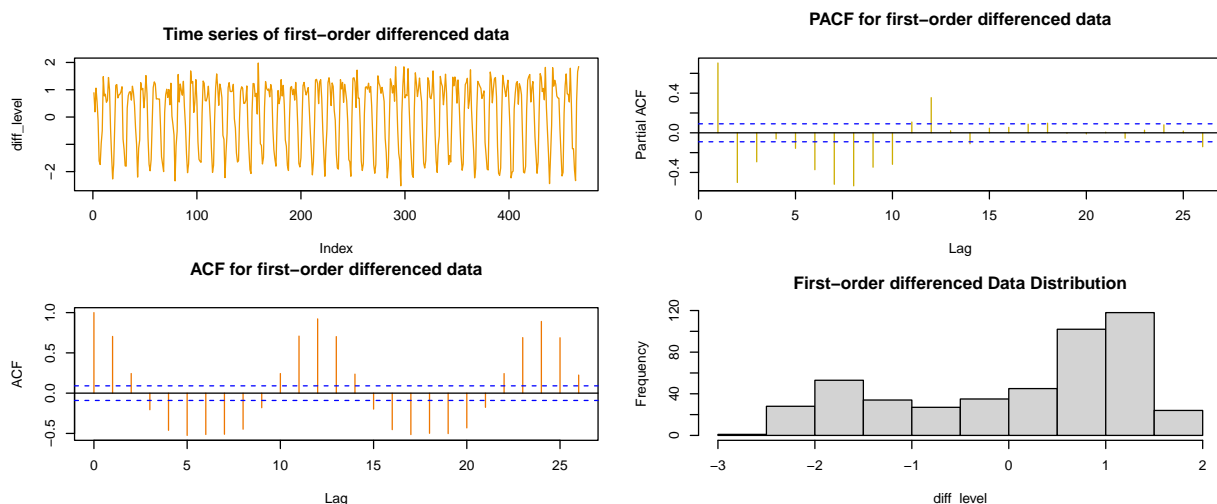 Time series of first−order differenced data
diff_level
−2 0 1 2
0 100 200 300 400
Index
PACF for first−order differenced data
Partial ACF
−0.4 0.0 0.4
0 5 10 15 20 25
Lag
ACF for first−order differenced data
ACF
−0.5 0.0 0.5 1.0
0 5 10 15 20 25
Lag
First−order differenced Data Distribution
Frequency
0 40 80 120
−3 −2 −1 0 1 2
diff_level